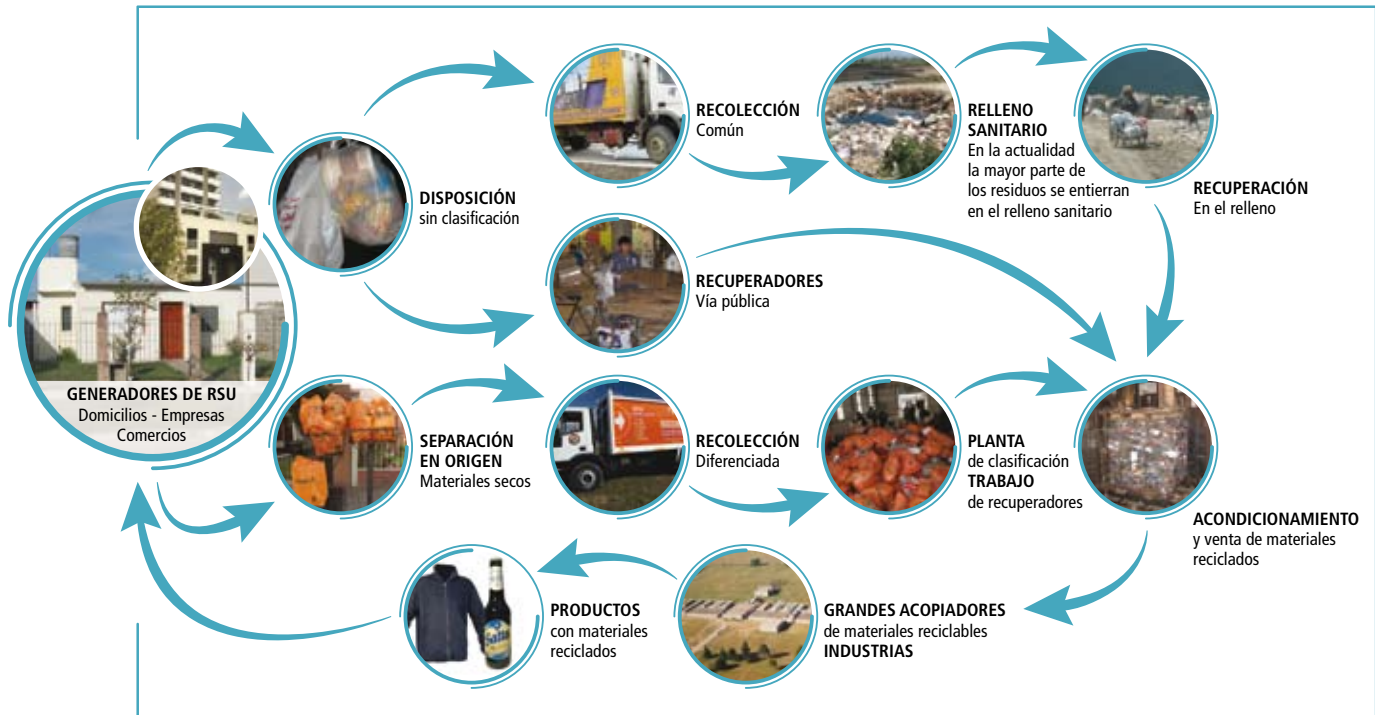 RECOLECCIÓN
Común
RELLENO
SANITARIO
En la actualidad
la mayor parte de
los residuos se entierran
en el relleno sanitario
RECUPERACIÓN
En el relleno
DISPOSICIÓN
sin clasificación
RECUPERADORES
Vía pública
GENERADORES DE RSU
Domicilios - Empresas
Comercios
SEPARACIÓN
EN ORIGEN
Materiales secos
RECOLECCIÓN
Diferenciada
PLANTA
de clasificación
TRABAJO
de recuperadores
ACONDICIONAMIENTO
y venta de materiales
reciclados
PRODUCTOS
con materiales
reciclados
Salta
GRANDES ACOPIADORES
de materiales reciclables
INDUSTRIAS